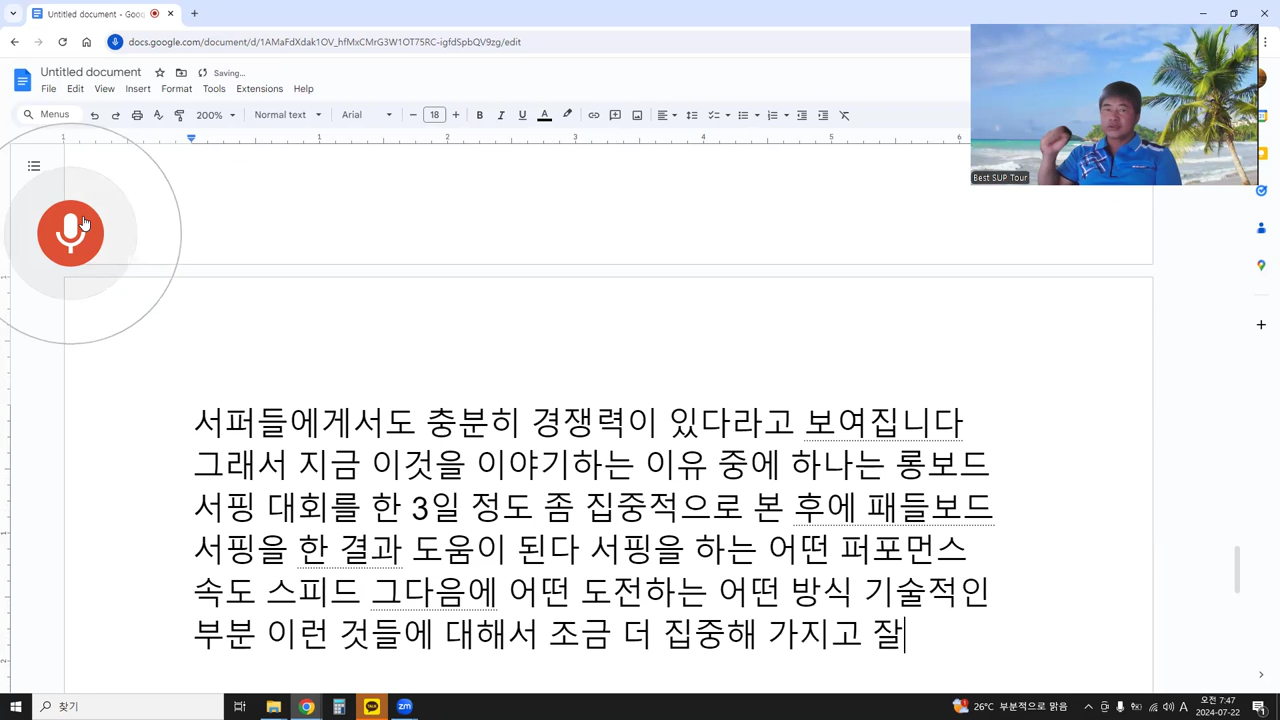 Untitled document - Goo
docs.google.com/document/d/1AMaFdXdak1OV_hfMxCMrG3W1OT75RC-igfdSpbQV9zg/edit
Untitled document
Saving...
File Edit View Insert Format Tools Extensions Help
Menus 200% Normal text Arial 18
Best SUP Tour
1 1 2 3 4 5 6
서퍼들에게서도 충분히 경쟁력이 있다라고 보여집니다
그래서 지금 이것을 이야기하는 이유 중에 하나는 롱보드
서핑 대회를 한 3일 정도 좀 집중적으로 본 후에 패들보드
서핑을 한 결과 도움이 된다 서핑을 하는 어떤 퍼포먼스
속도 스피드 그다음에 어떤 도전하는 어떤 방식 기술적인
부분 이런 것들에 대해서 조금 더 집중해 가지고 잘
찾기
26°C 부분적으로 맑음
오전 7:47
2024-07-22